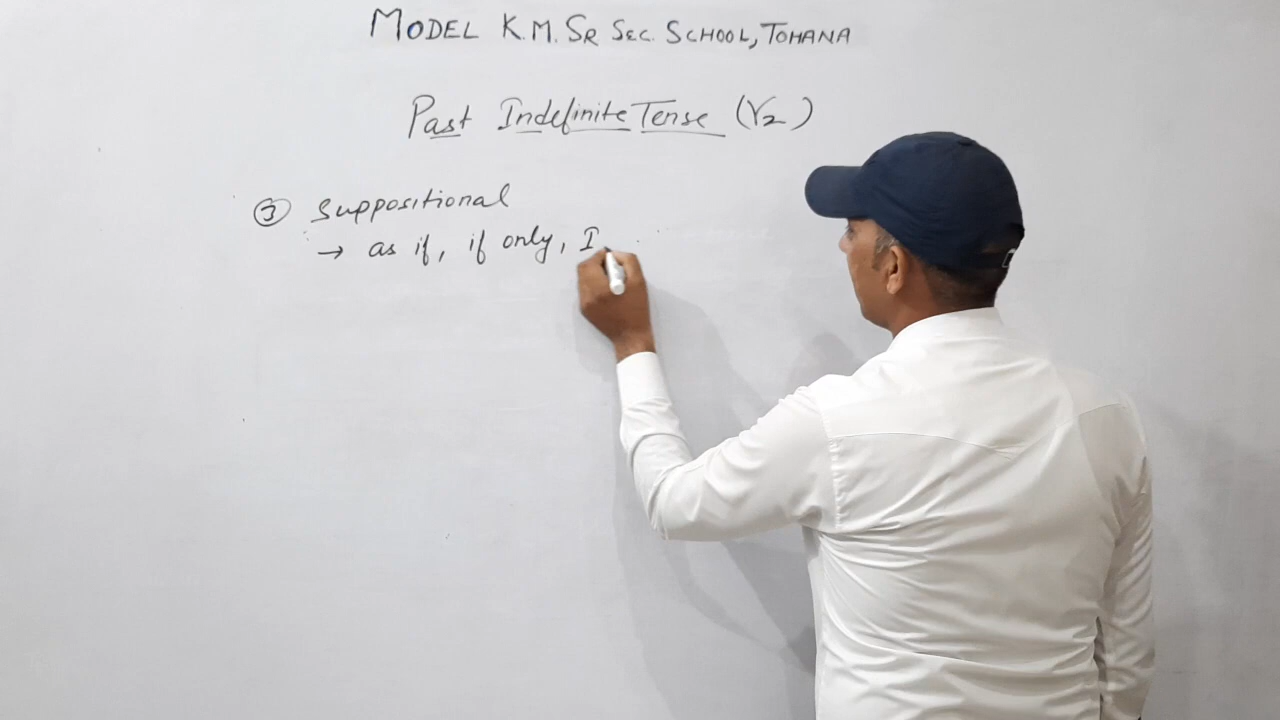 MODEL K.M. SR SEC. SCHOOL, TOHANA
Past Indefinite Tense (V2)
③ Suppositional
→ as if, if only, I